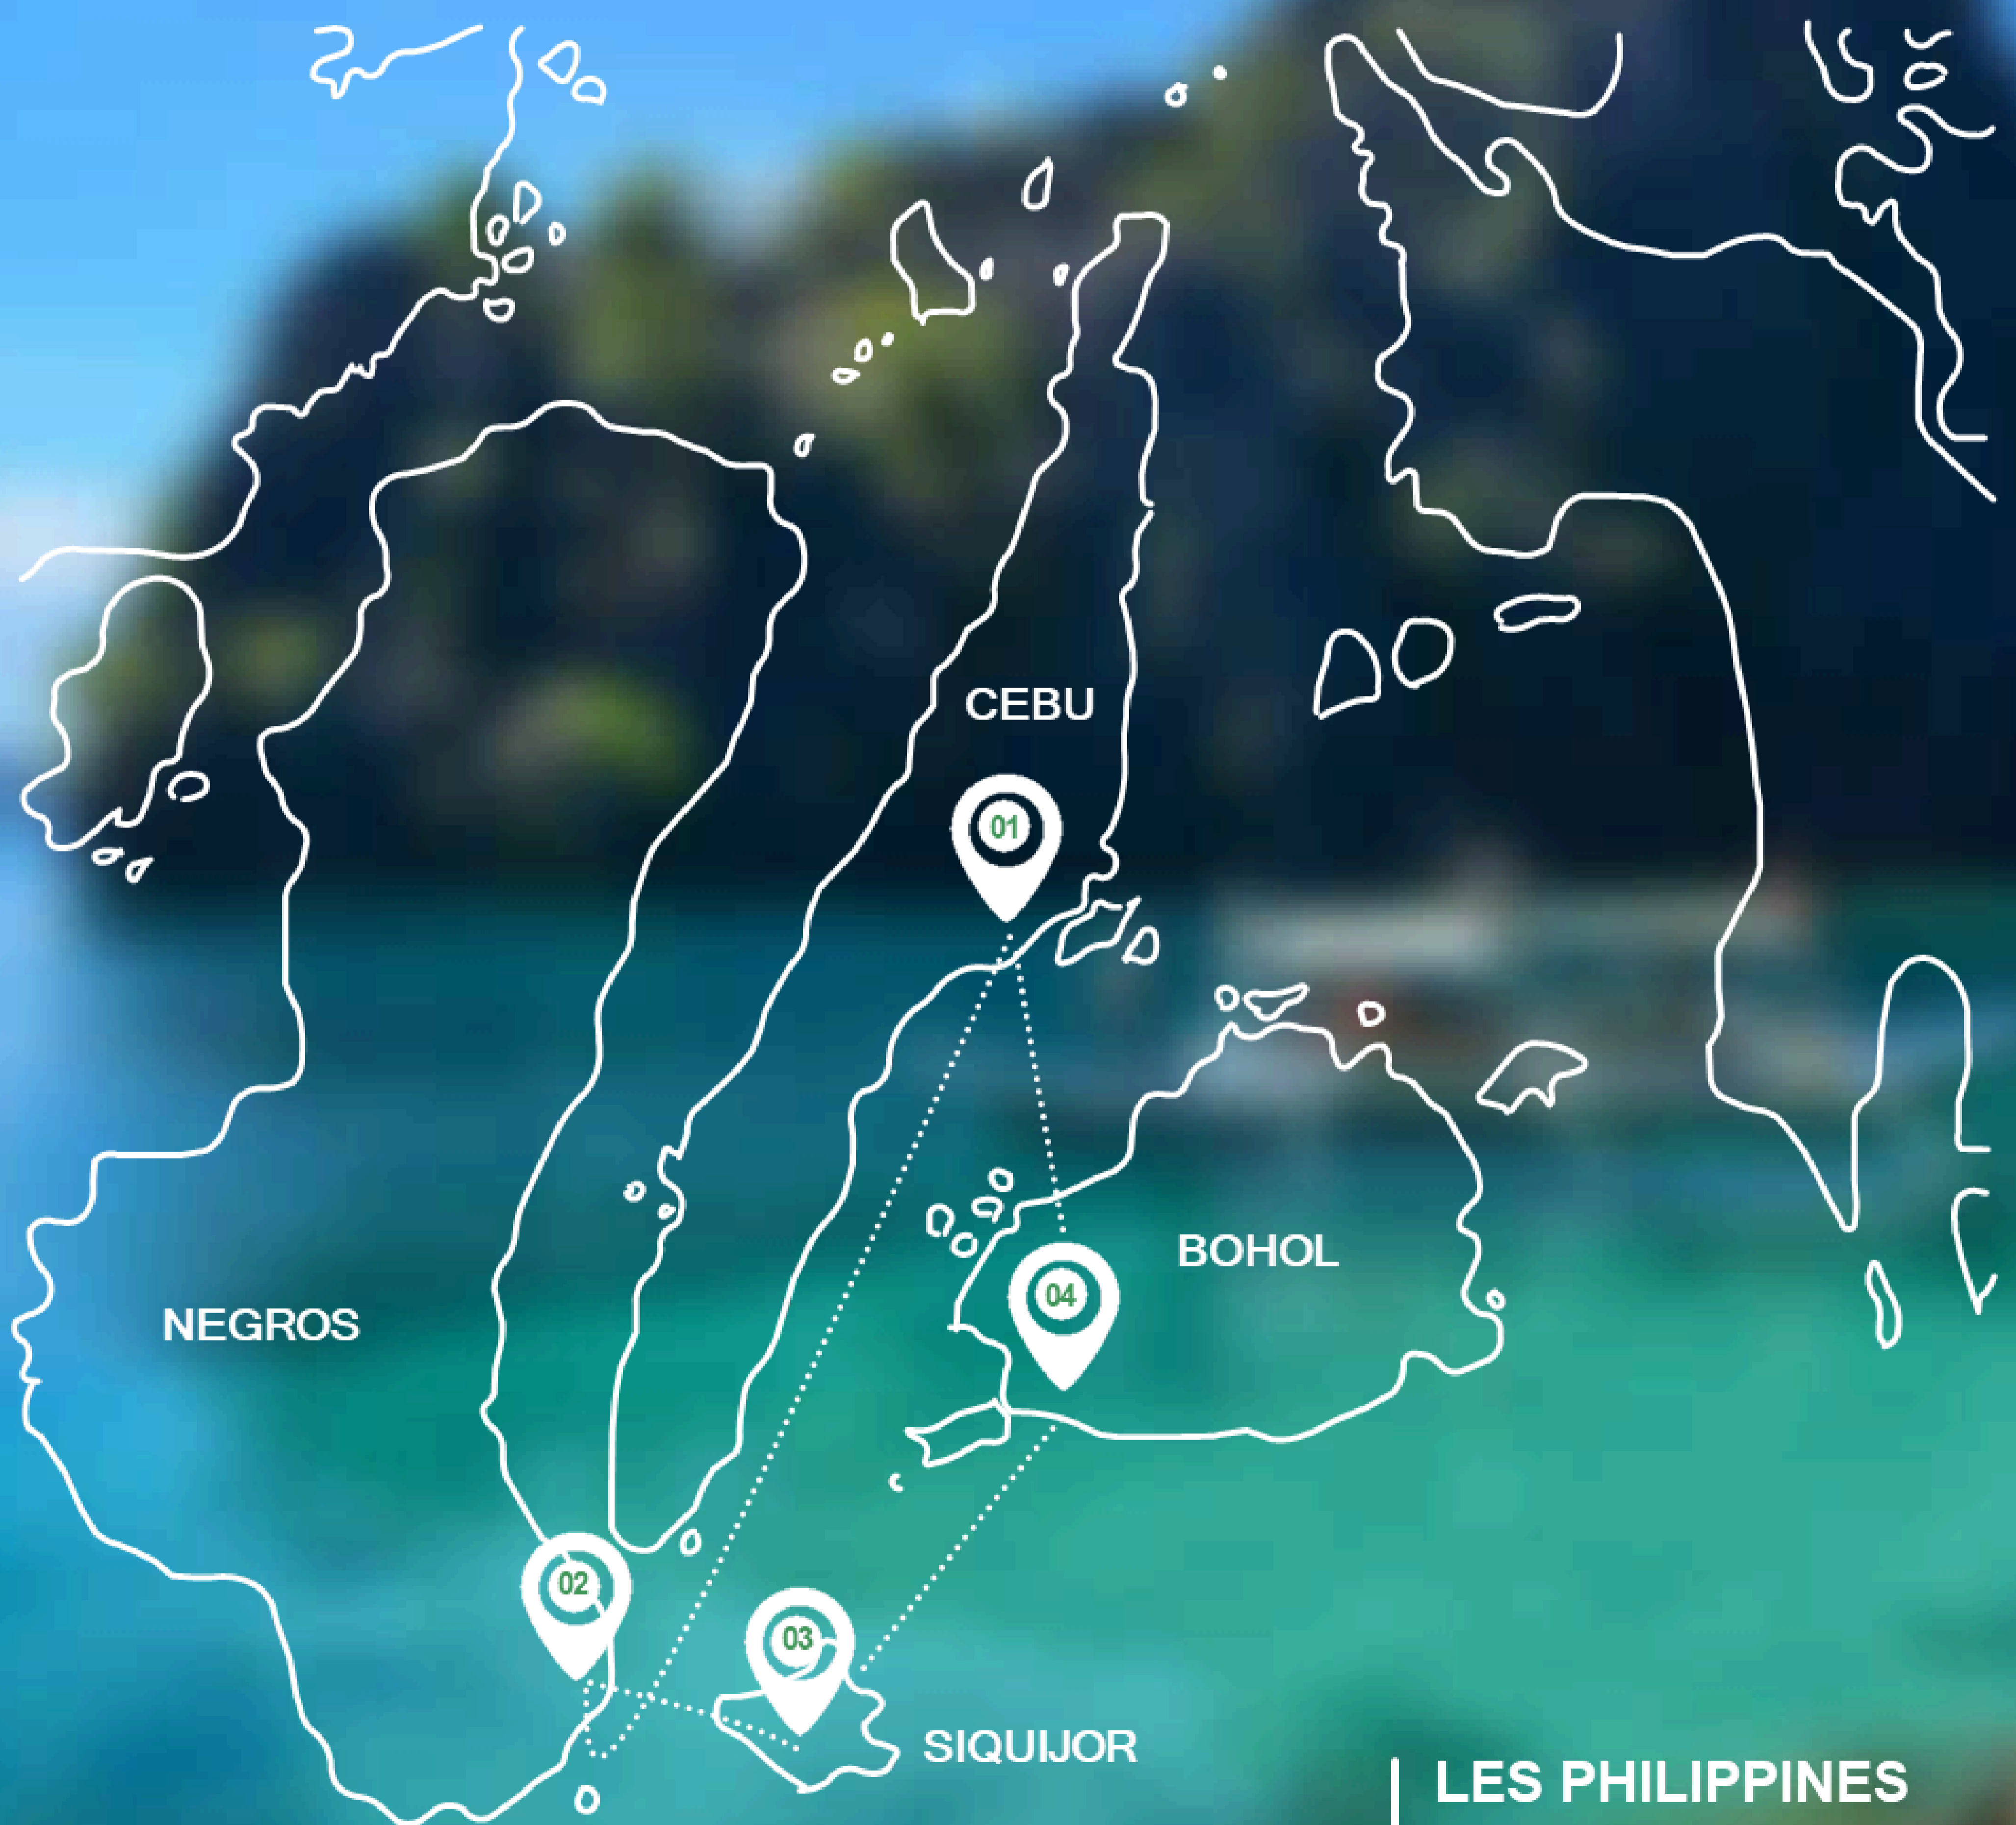 CEBU
01
BOHOL
04
NEGROS
02
03
SIQUIJOR
LES PHILIPPINES